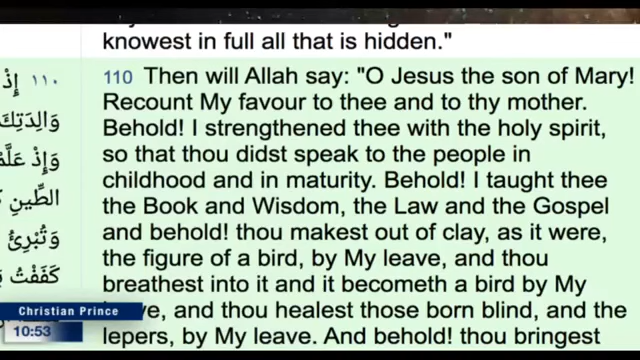 knowest in full all that is hidden."
110 Then will Allah say: "O Jesus the son of Mary!
Recount My favour to thee and to thy mother.
Behold! I strengthened thee with the holy spirit,
so that thou didst speak to the people in
childhood and in maturity. Behold! I taught thee
the Book and Wisdom, the Law and the Gospel
and behold! thou makest out of clay, as it were,
the figure of a bird, by My leave, and thou
breathest into it and it becometh a bird by My
and thou healest those born blind, and the
lepers, by My leave. And behold! thou bringest
١١٠ إِذْ
وَالِدَتِكَ
وَإِذْ
الطِّينِ
وَتُبْرِئُ
كَفَفْتُ
Christian Prince
10:53